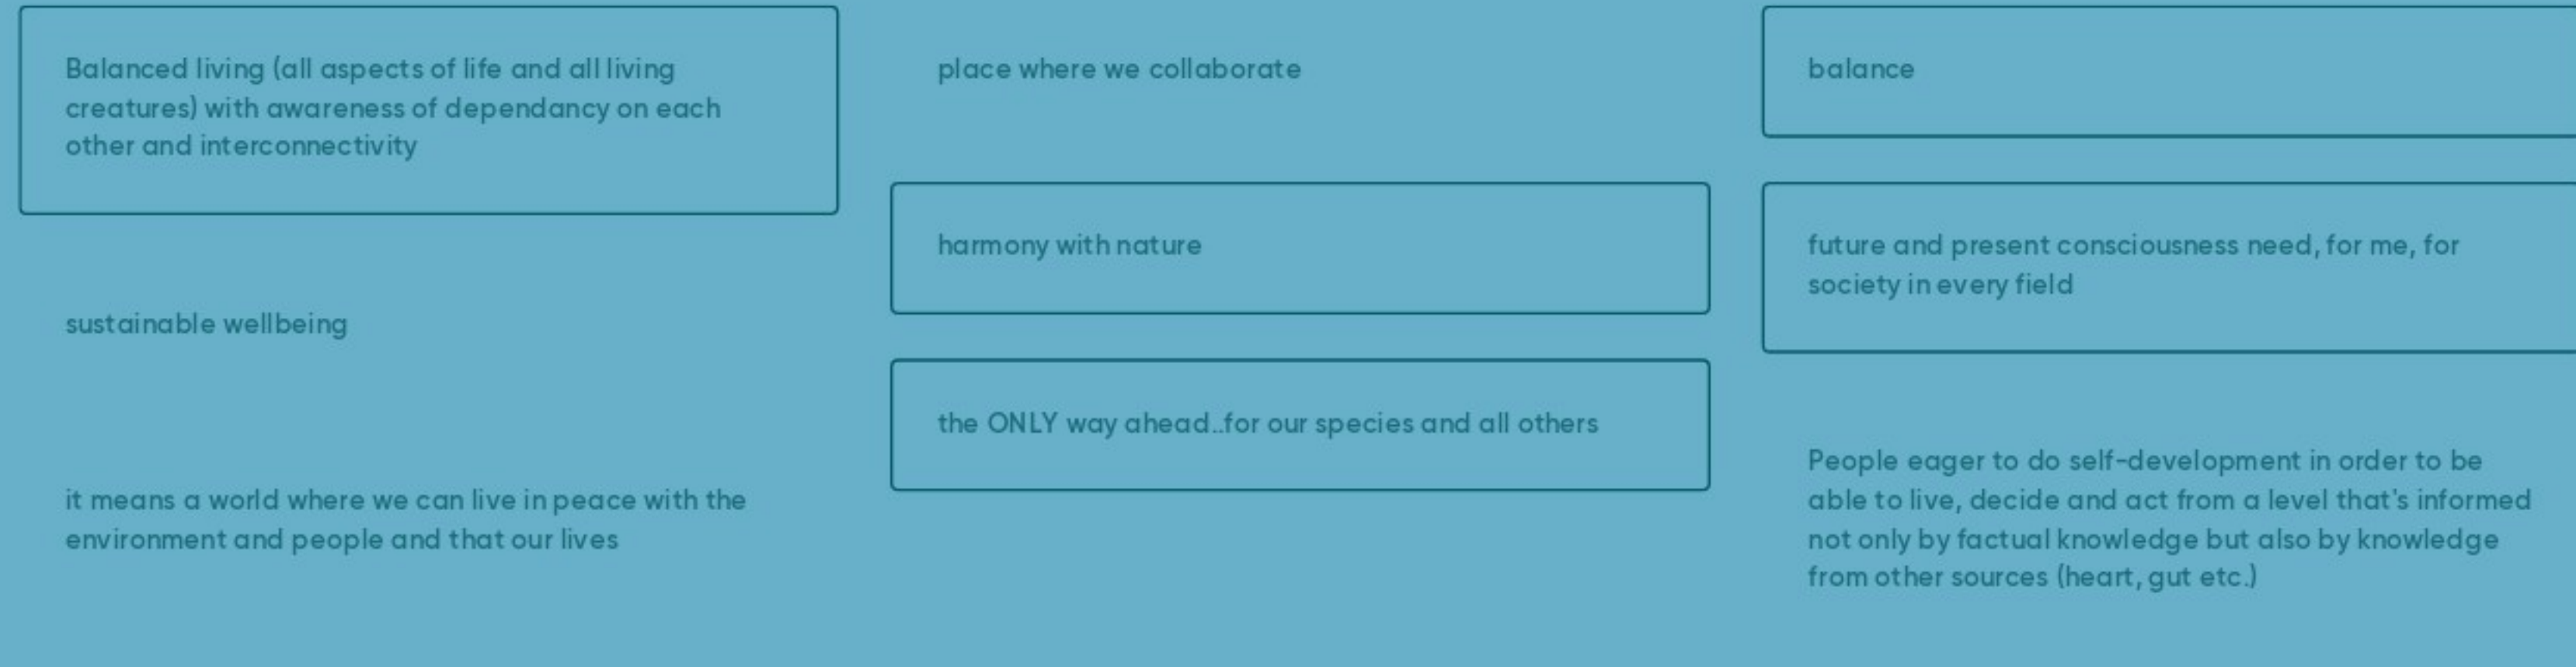 Balanced living (all aspects of life and all living
creatures) with awareness of dependancy on each
other and interconnectivity
sustainable wellbeing
it means a world where we can live in peace with the
environment and people and that our lives
place where we collaborate
harmony with nature
the ONLY way ahead..for our species and all others
balance
future and present consciousness need, for me, for
society in every field
People eager to do self-development in order to be
able to live, decide and act from a level that's informed
not only by factual knowledge but also by knowledge
from other sources (heart, gut etc.)